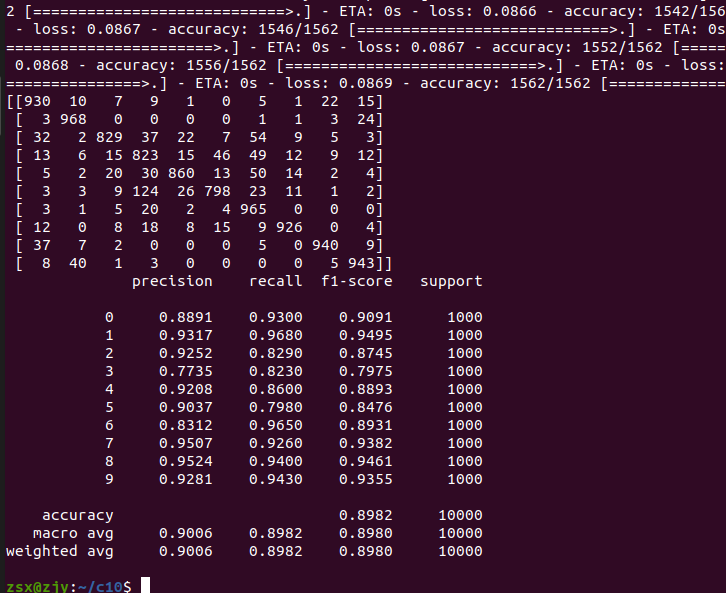 2 [============================>.] - ETA: 0s - loss: 0.0866 - accuracy: 1542/156
 - loss: 0.0867 - accuracy: 1546/1562 [============================>.] - ETA: 0s
=====================>.] - ETA: 0s - loss: 0.0867 - accuracy: 1552/1562 [=====
 0.0868 - accuracy: 1556/1562 [============================>.] - ETA: 0s - loss:
===============>.] - ETA: 0s - loss: 0.0869 - accuracy: 1562/1562 [=============
[[930  10   7   9   1   0   5   1  22  15]
 [  3 968   0   0   0   0   1   1   3  24]
 [ 32   2 829  37  22   7  54   9   5   3]
 [ 13   6  15 823  15  46  49  12   9  12]
 [  5   2  20  30 860  13  50  14   2   4]
 [  3   3   9 124  26 798  23  11   1   2]
 [  3   1   5  20   2   4 965   0   0   0]
 [ 12   0   8  18   8  15   9 926   0   4]
 [ 37   7   2   0   0   0   5   0 940   9]
 [  8  40   1   3   0   0   0   0   5 943]]
              precision    recall  f1-score   support
           0     0.8891    0.9300    0.9091      1000
           1     0.9317    0.9680    0.9495      1000
           2     0.9252    0.8290    0.8745      1000
           3     0.7735    0.8230    0.7975      1000
           4     0.9208    0.8600    0.8893      1000
           5     0.9037    0.7980    0.8476      1000
           6     0.8312    0.9650    0.8931      1000
           7     0.9507    0.9260    0.9382      1000
           8     0.9524    0.9400    0.9461      1000
           9     0.9281    0.9430    0.9355      1000
    accuracy                         0.8982     10000
   macro avg     0.9006    0.8982    0.8980     10000
weighted avg     0.9006    0.8982    0.8980     10000
zsx@zjy:~/c10$